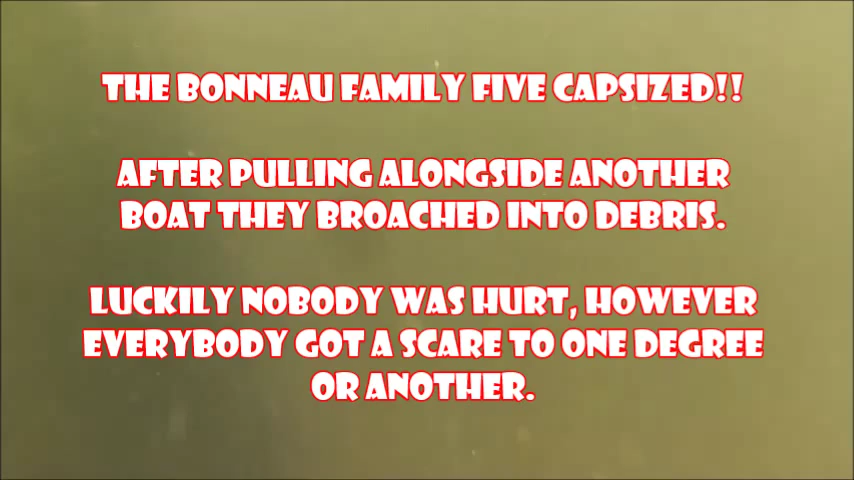 THE BONNEAU FAMILY FIVE CAPSIZED!!
AFTER PULLING ALONGSIDE ANOTHER
BOAT THEY BROACHED INTO DEBRIS.
LUCKILY NOBODY WAS HURT, HOWEVER
EVERYBODY GOT A SCARE TO ONE DEGREE
OR ANOTHER.